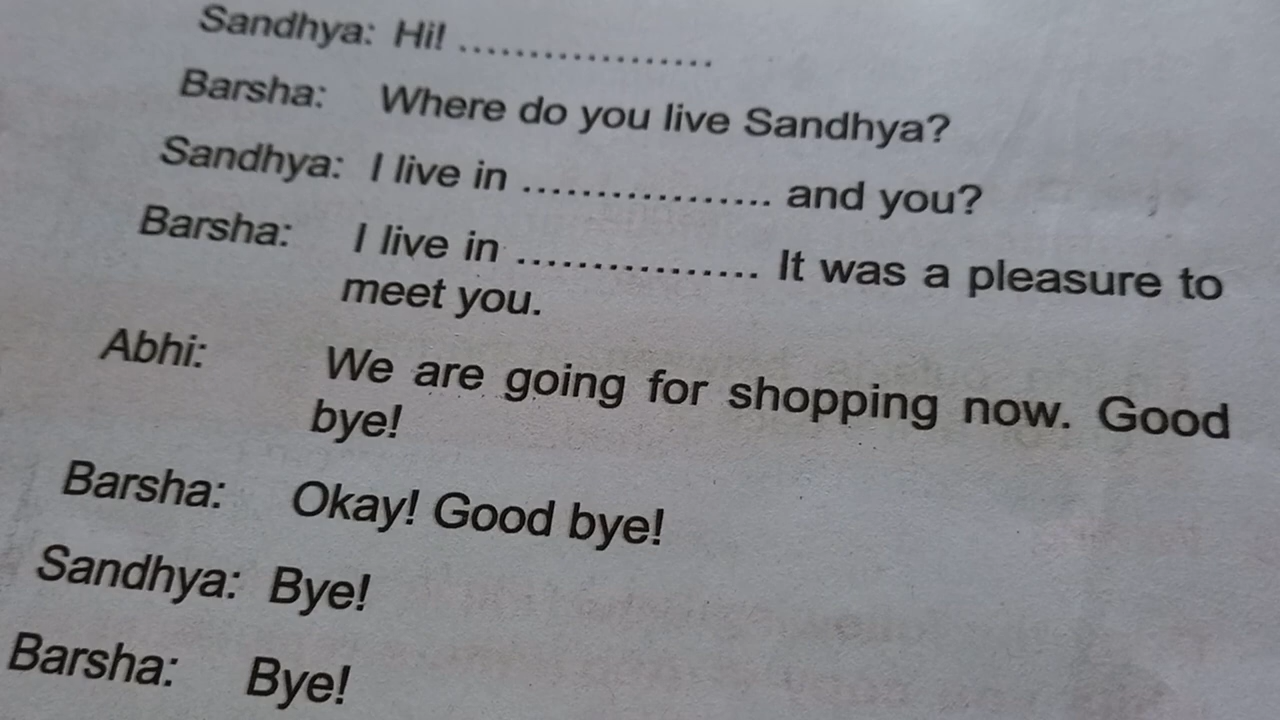 Sandhya: Hi! ..................
Barsha: Where do you live Sandhya?
Sandhya: I live in ................. and you?
Barsha: I live in ................ It was a pleasure to
meet you.
Abhi: We are going for shopping now. Good
bye!
Barsha: Okay! Good bye!
Sandhya: Bye!
Barsha: Bye!